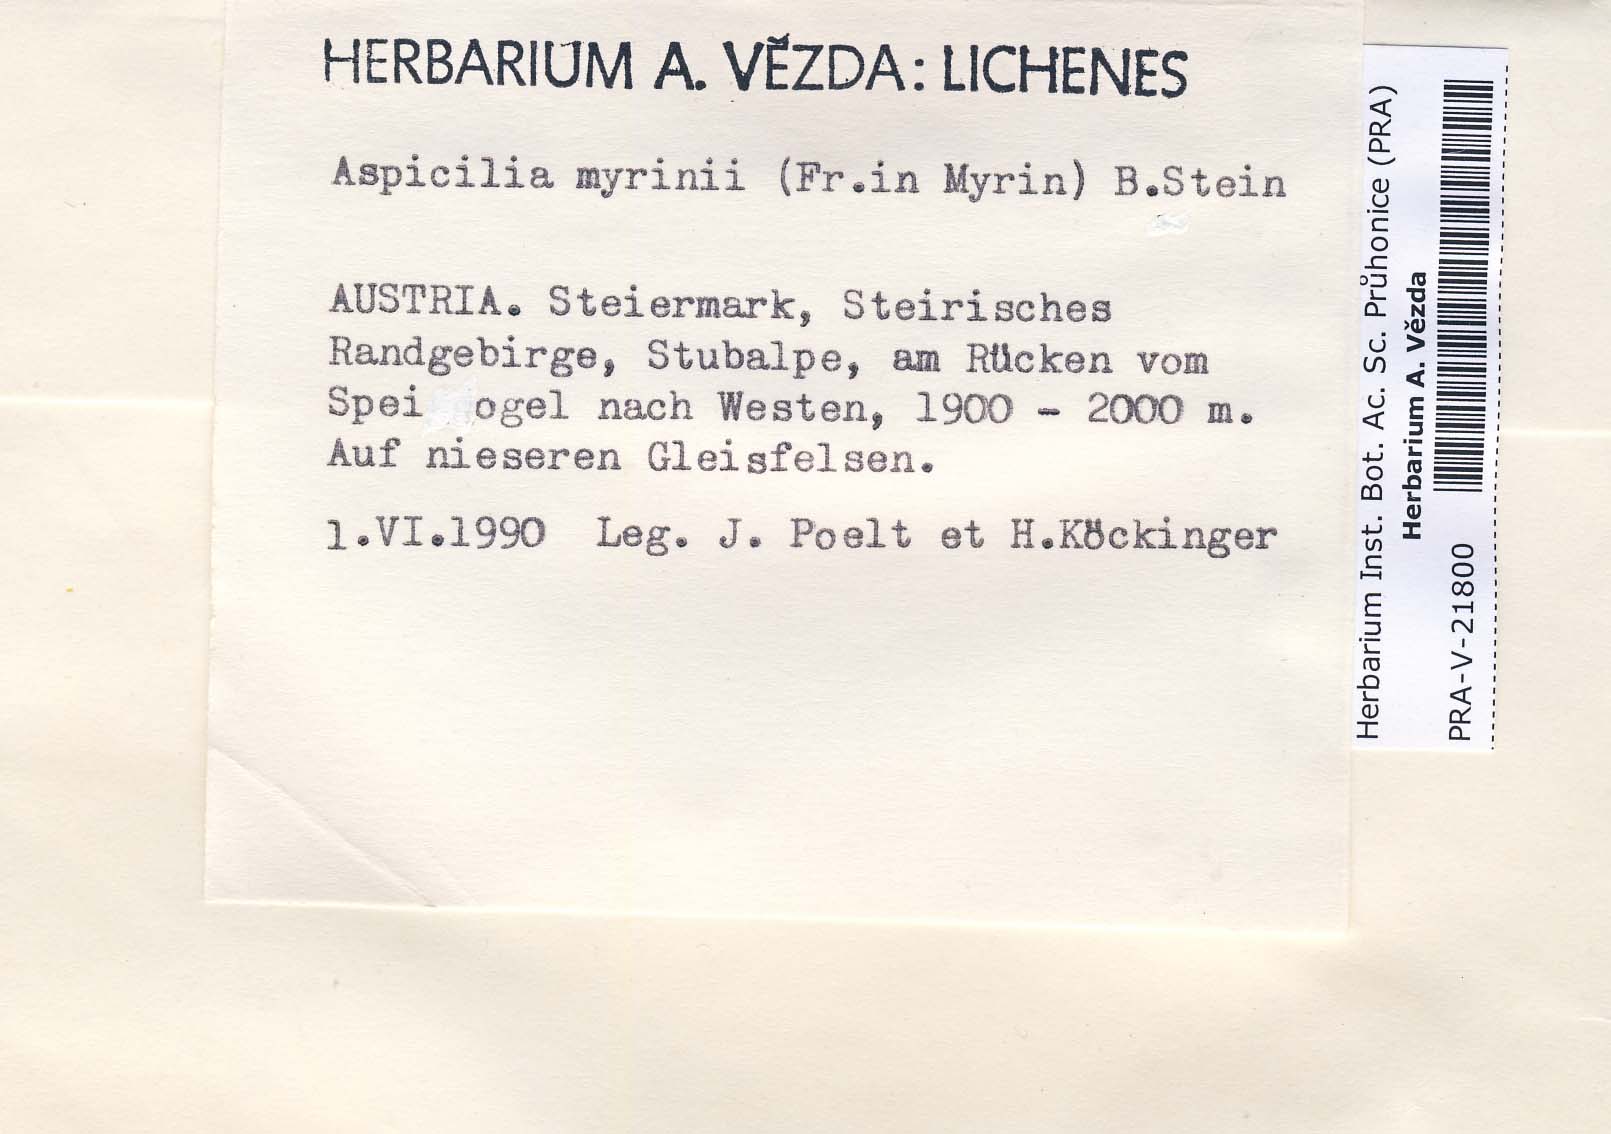 HERBARIUM A. VĚZDA: LICHENES
Aspicilia myrinii (Fr.in Myrin) B.Stein
AUSTRIA. Steiermark, Steirisches
Randgebirge, Stubalpe, am Rücken vom
Spei ogel nach Westen, 1900 - 2000 m.
Auf nieseren Gleisfelsen.
1.VI.1990 Leg. J. Poelt et H.Köckinger
Herbarium Inst. Bot. Ac. Sc. Průhonice (PRA)
Herbarium A. Vězda
PRA-V-21800